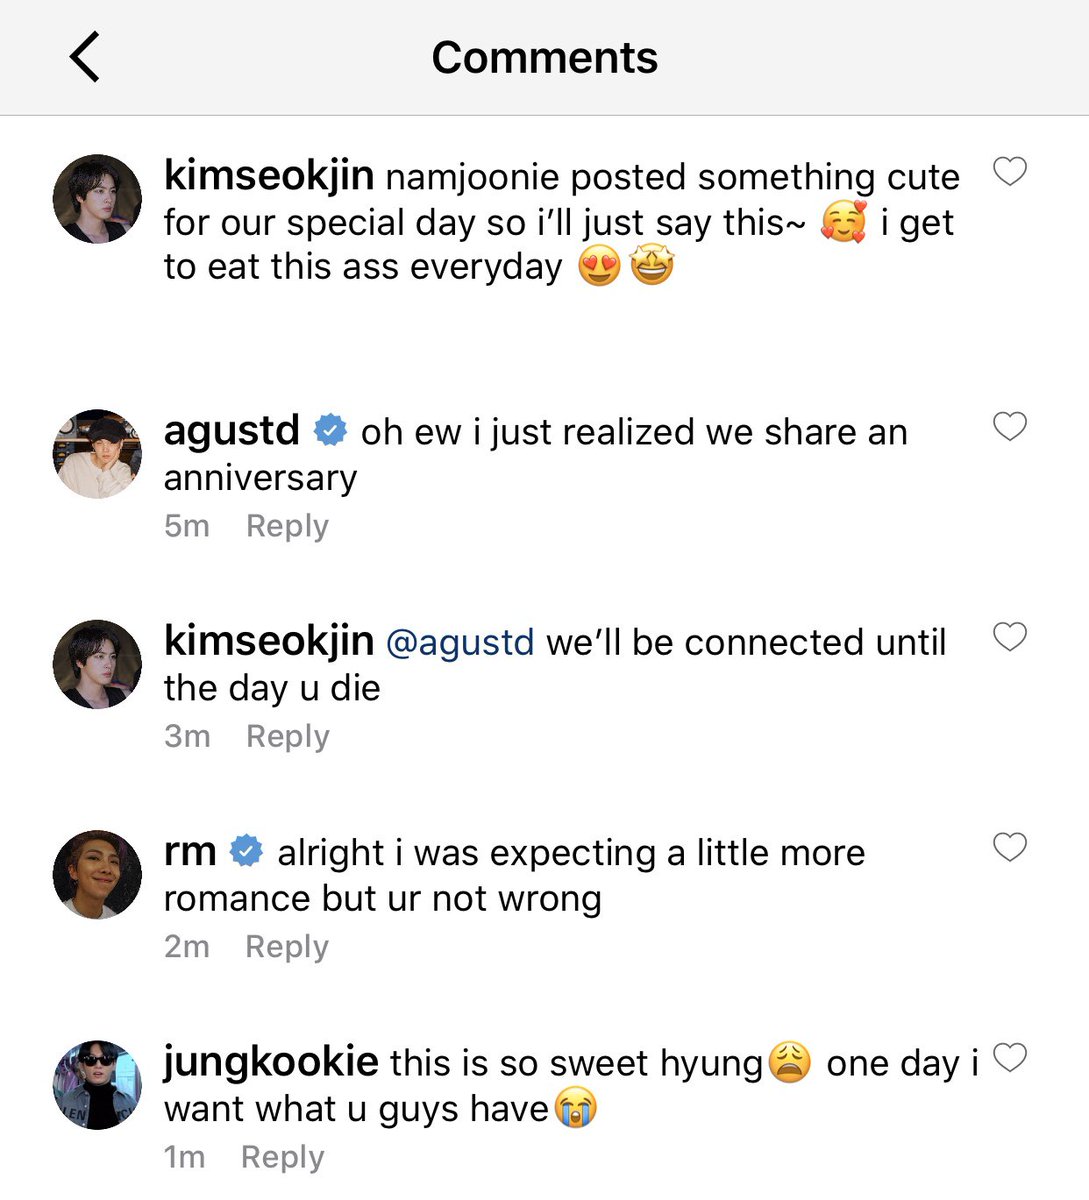 Comments
kimseokjin namjoonie posted something cute
for our special day so i’ll just say this~ 🥰 i get
to eat this ass everyday 😍🤩
agustd oh ew i just realized we share an
anniversary
5m Reply
kimseokjin @agustd we’ll be connected until
the day u die
3m Reply
rm alright i was expecting a little more
romance but ur not wrong
2m Reply
jungkookie this is so sweet hyung😩 one day i
want what u guys have😭
1m Reply